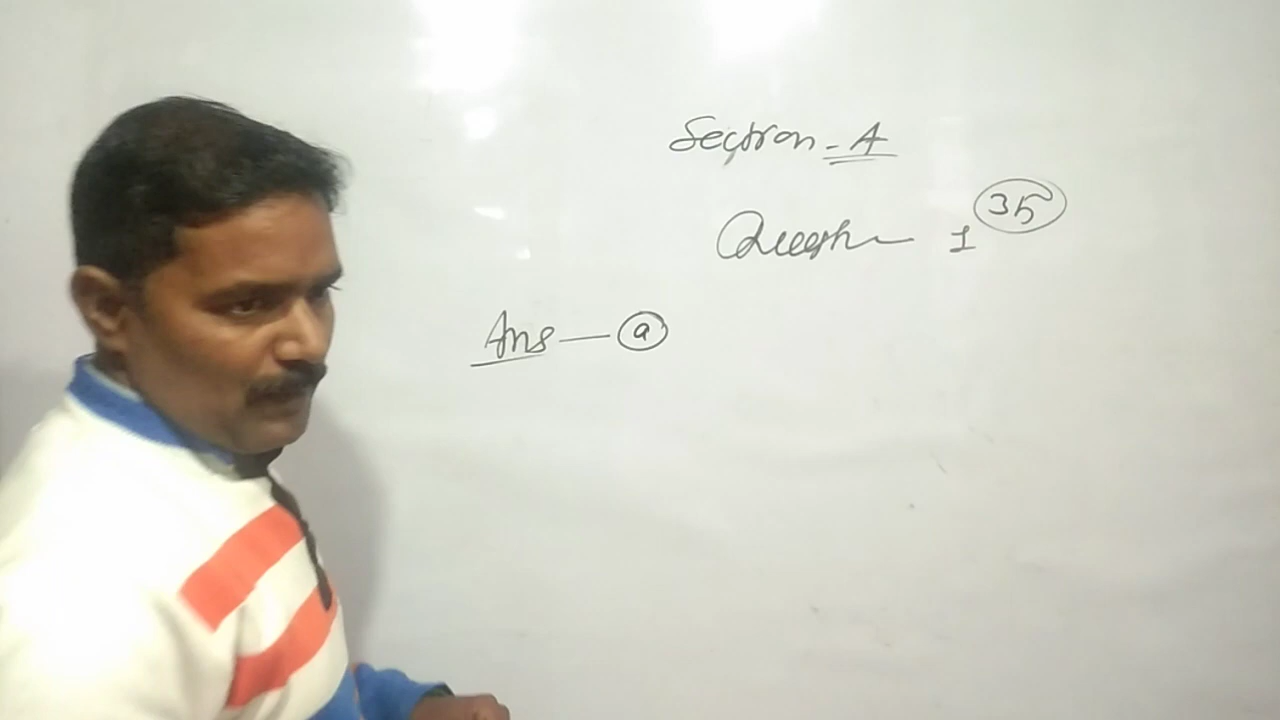 Section - A
Question 1 35
Ans — a